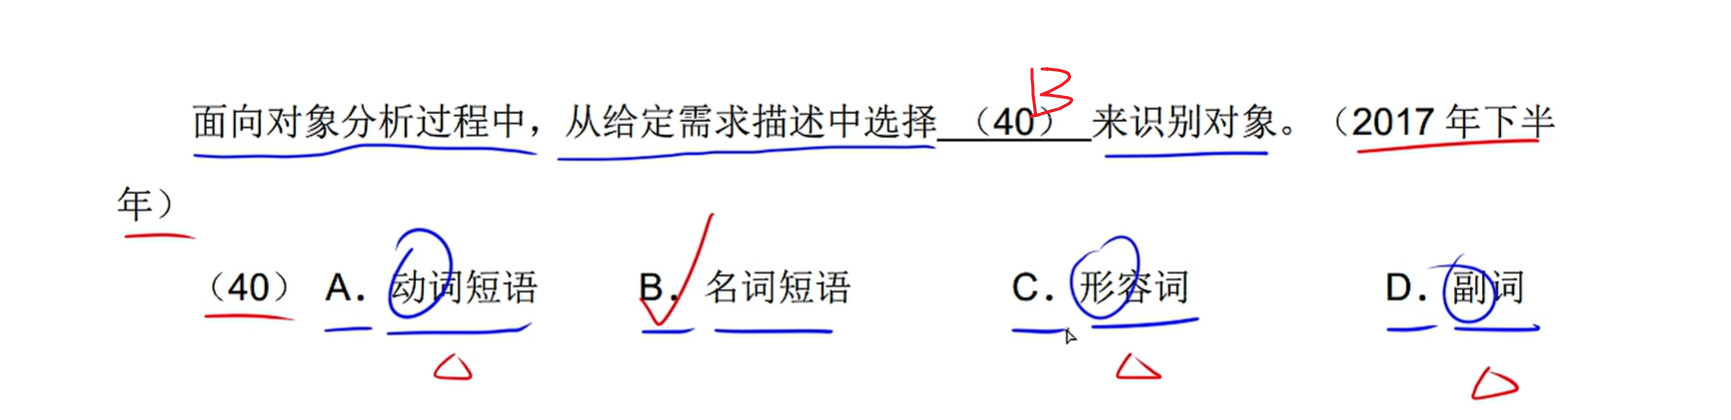 B
面向对象分析过程中，从给定需求描述中选择 （40） 来识别对象。（2017 年下半
年）
（40） A．动词短语 B．名词短语 C．形容词 D．副词